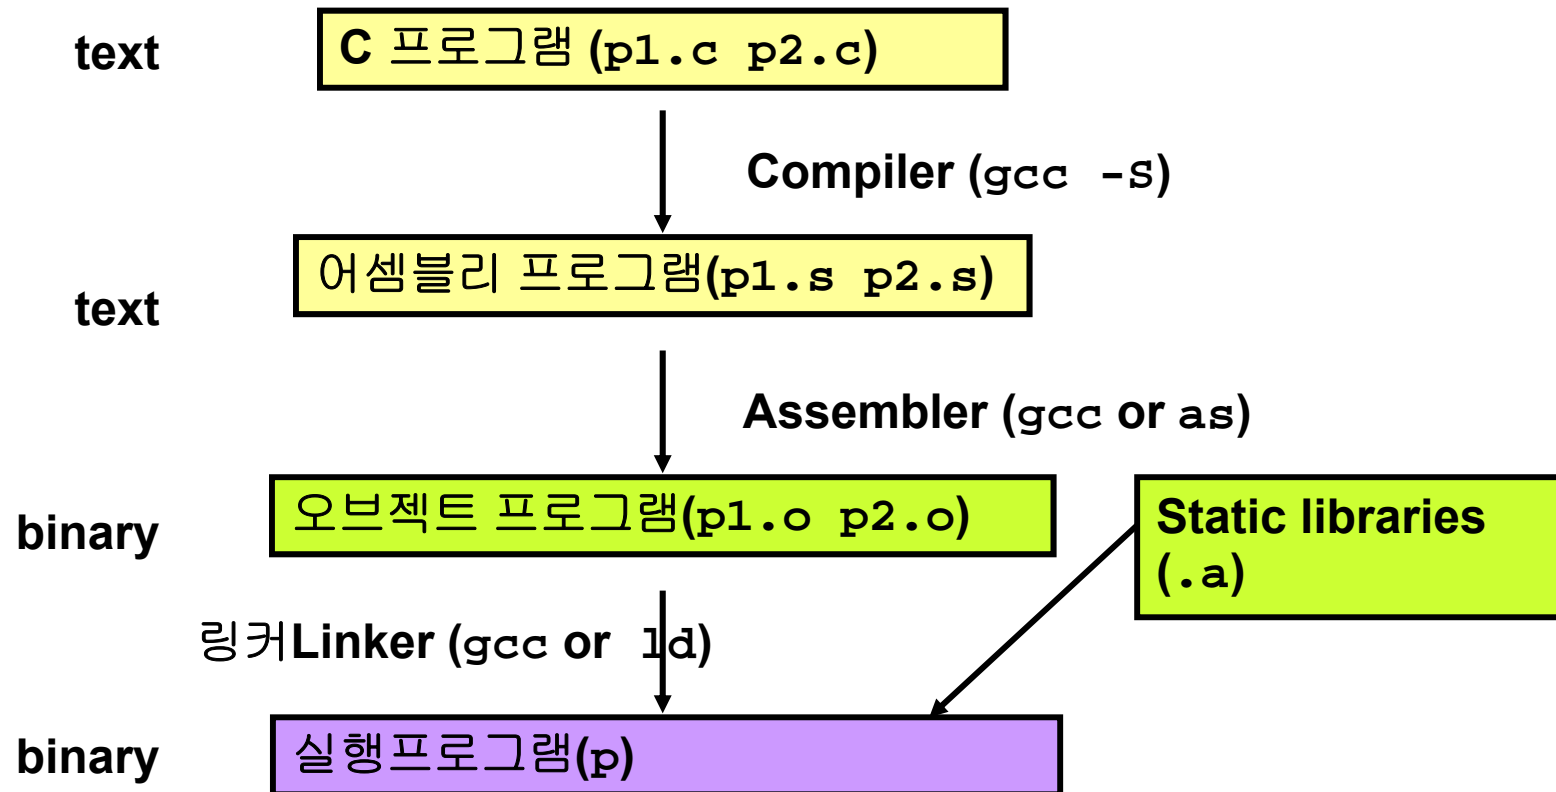 text
C 프로그램 (p1.c p2.c)
Compiler (gcc -S)
text
어셈블리 프로그램(p1.s p2.s)
Assembler (gcc or as)
binary
오브젝트 프로그램(p1.o p2.o)
Static libraries
(.a)
링커Linker (gcc or ld)
binary
실행프로그램(p)